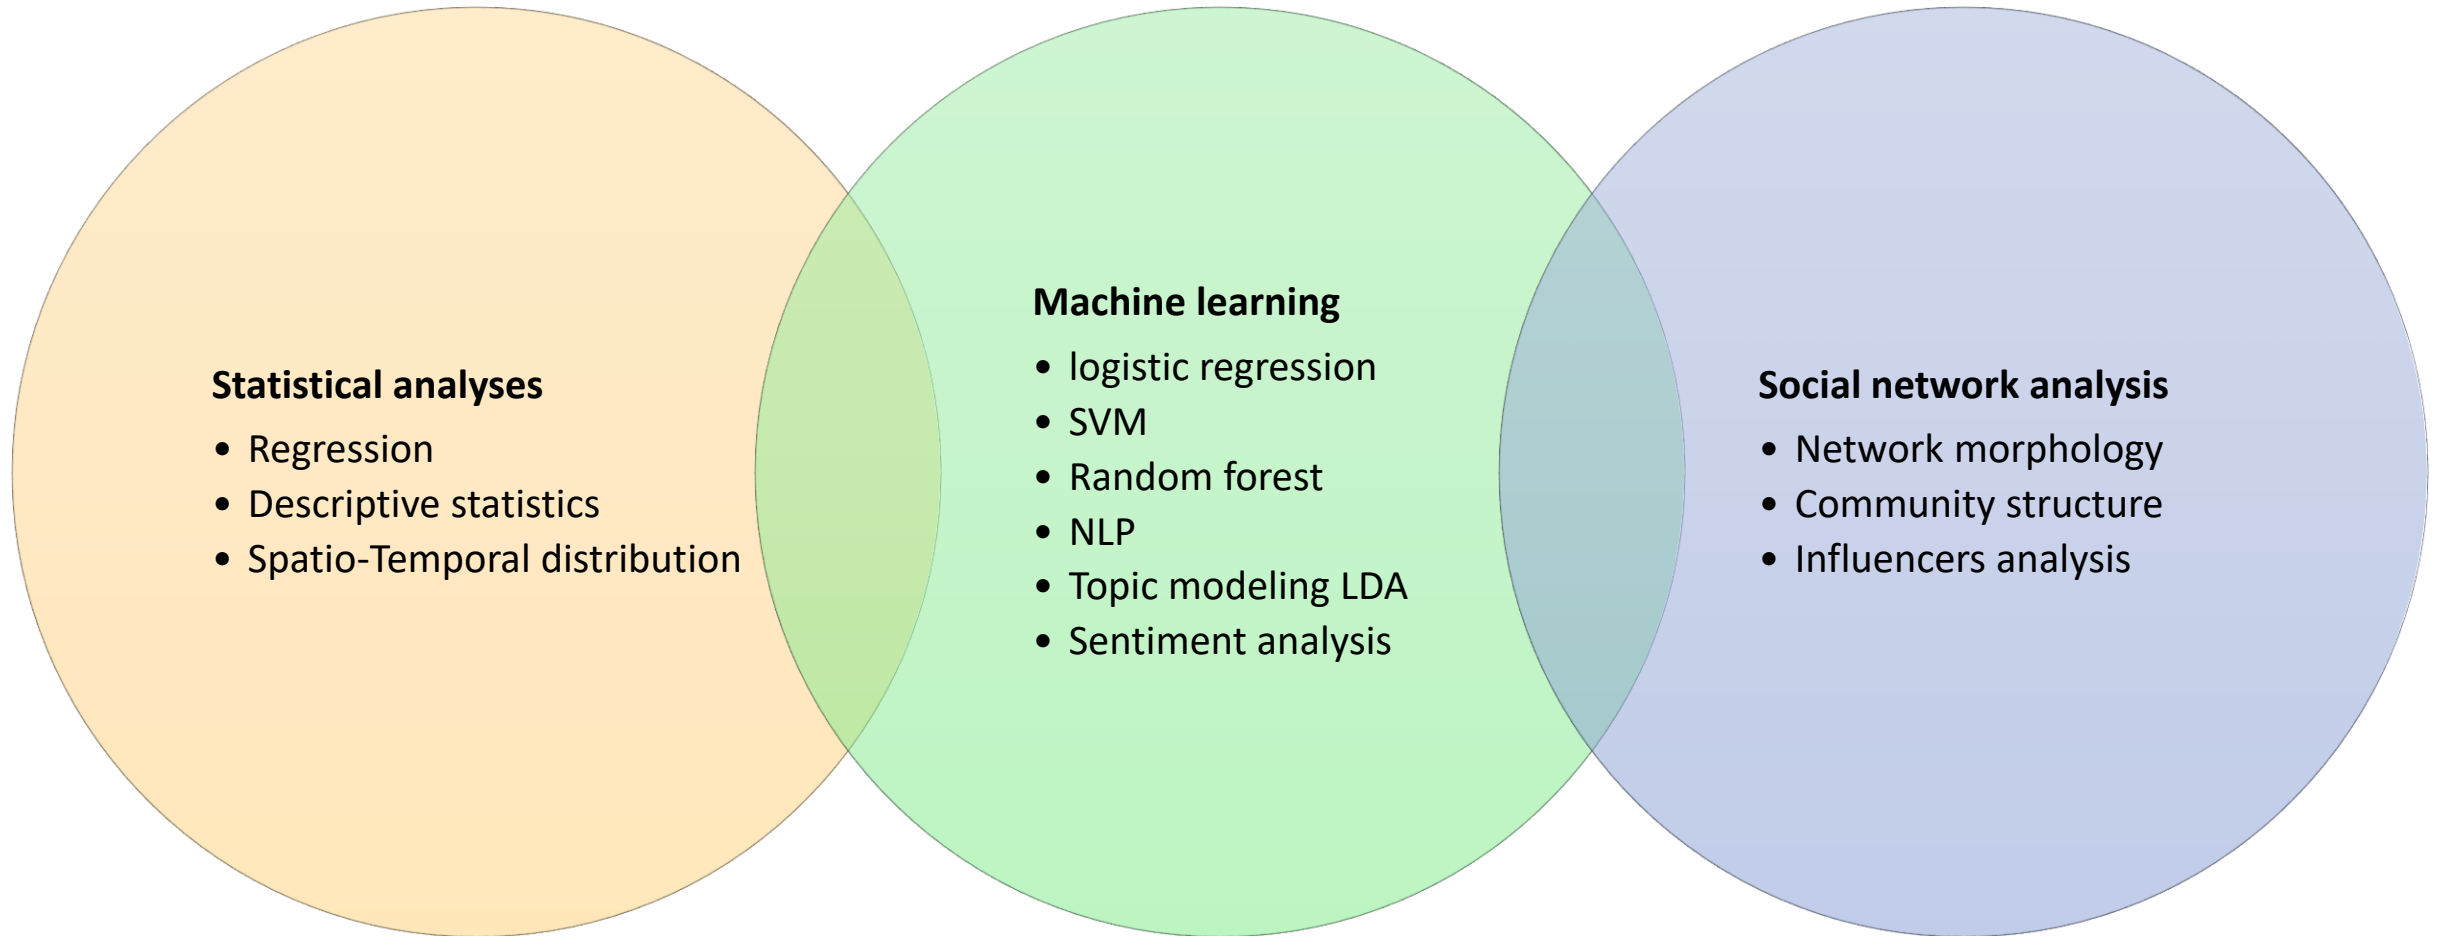 Statistical analyses
• Regression
• Descriptive statistics
• Spatio-Temporal distribution
Machine learning
• logistic regression
• SVM
• Random forest
• NLP
• Topic modeling LDA
• Sentiment analysis
Social network analysis
• Network morphology
• Community structure
• Influencers analysis